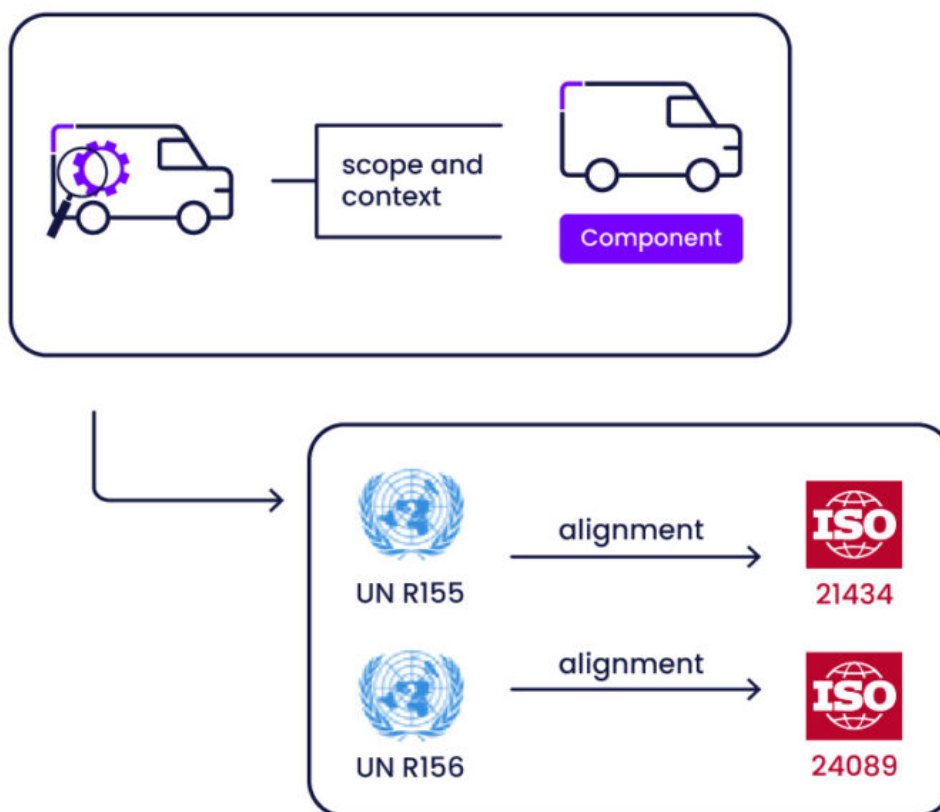 scope and
context
Component
UN R155
alignment
ISO
21434
UN R156
alignment
ISO
24089